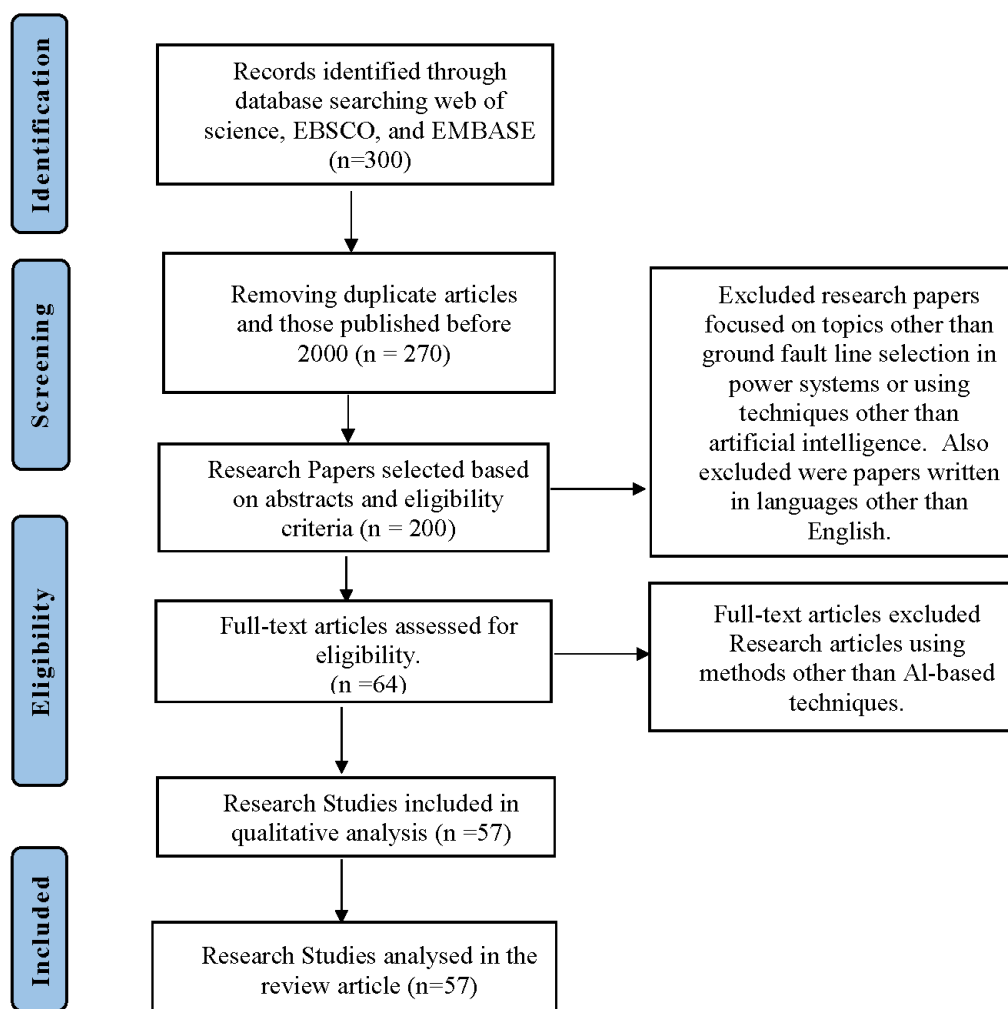 Identification
Records identified through
database searching web of
science, EBSCO, and EMBASE
(n=300)
Screening
Removing duplicate articles
and those published before
2000 (n = 270)
Research Papers selected based
on abstracts and eligibility
criteria (n = 200)
Excluded research papers
focused on topics other than
ground fault line selection in
power systems or using
techniques other than
artificial intelligence. Also
excluded were papers written
in languages other than
English.
Eligibility
Full-text articles assessed for
eligibility.
(n =64)
Full-text articles excluded
Research articles using
methods other than Al-based
techniques.
Research Studies included in
qualitative analysis (n =57)
Included
Research Studies analysed in the
review article (n=57)